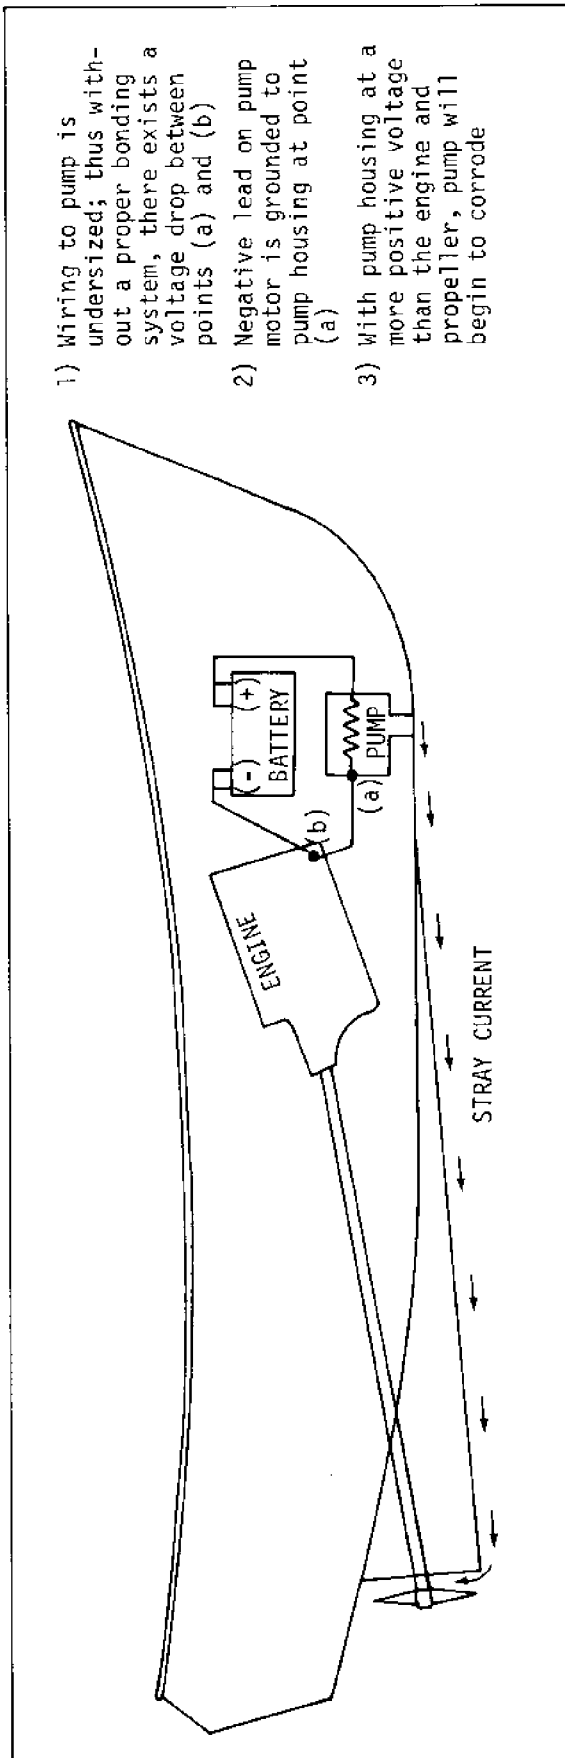 1) Wiring to pump is
undersized; thus with-
out a proper bonding
system, there exists a
voltage drop between
points (a) and (b)
2) Negative lead on pump
motor is grounded to
pump housing at point
(a)
3) With pump housing at a
more positive voltage
than the engine and
propeller, pump will
begin to corrode
ENGINE
(b)
(-)
(+)
BATTERY
PUMP
(a)
STRAY CURRENT